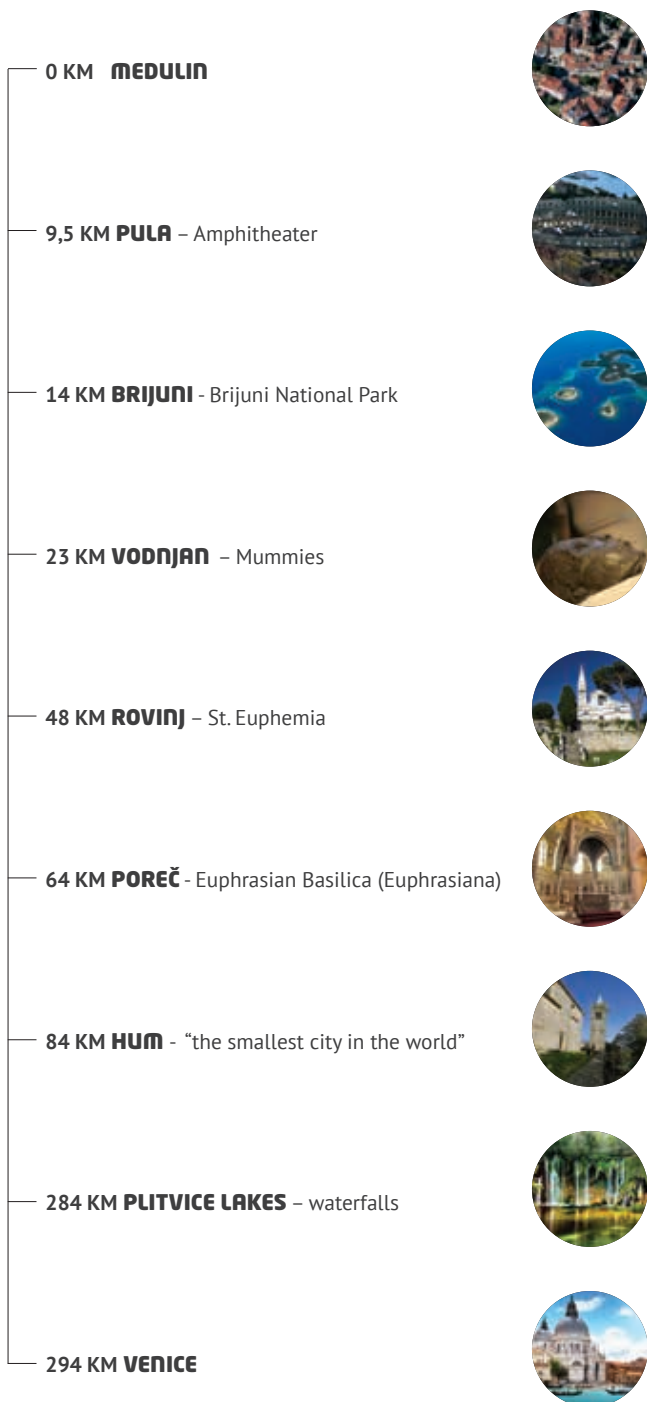 0 KM MEDULIN
9,5 KM PULA – Amphitheater
14 KM BRIJUNI - Brijuni National Park
23 KM VODNJAN – Mummies
48 KM ROVINJ – St. Euphemia
64 KM POREČ - Euphrasian Basilica (Euphrasiana)
84 KM HUM - “the smallest city in the world”
284 KM PLITVICE LAKES – waterfalls
294 KM VENICE